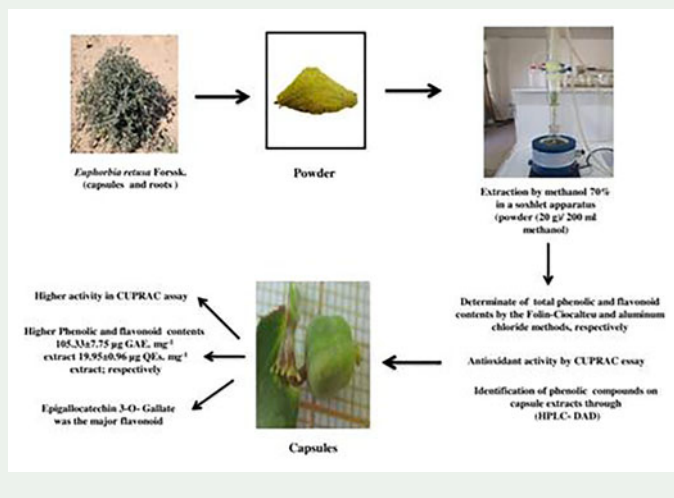 Euphorbia retusa Forssk.
(capsules and roots )
Powder
Extraction by methanol 70%
in a soxhlet apparatus
(powder (20 g)/ 200 ml
methanol)
Determinate of total phenolic and flavonoid
contents by the Folin-Ciocalteu and aluminum
chloride methods, respectively
Antioxidant activity by CUPRAC essay
Identification of phenolic compounds on
capsule extracts through
(HPLC- DAD)
Capsules
Higher activity in CUPRAC assay
Higher Phenolic and flavonoid contents
105.33±7.75 µg GAE. mg⁻¹
extract 19.95±0.96 µg QEs. mg⁻¹
extract; respectively
Epigallocatechin 3-O- Gallate
was the major flavonoid